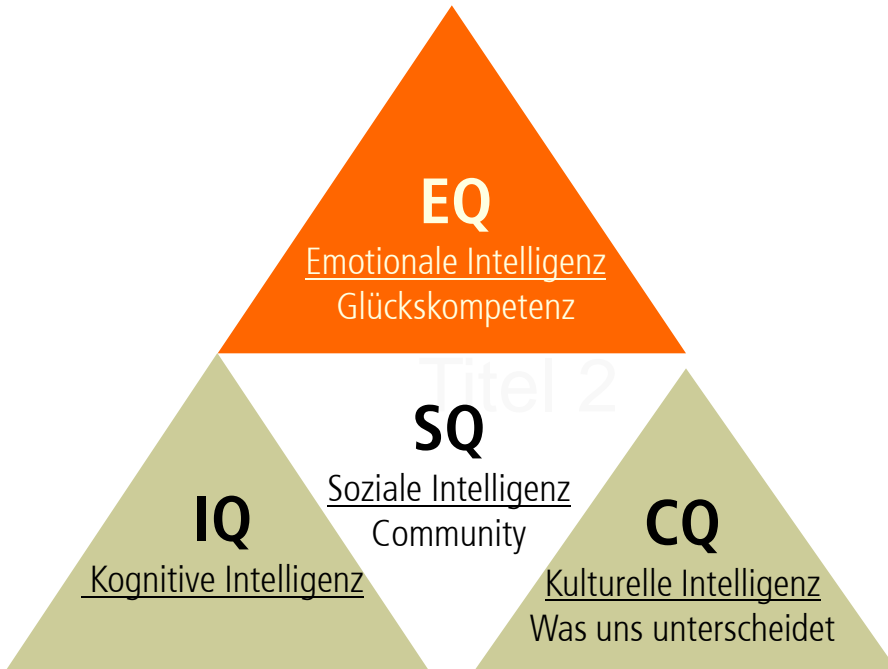 EQ
Emotionale Intelligenz
Glückskompetenz
Titel 2
SQ
Soziale Intelligenz
Community
IQ
Kognitive Intelligenz
CQ
Kulturelle Intelligenz
Was uns unterscheidet